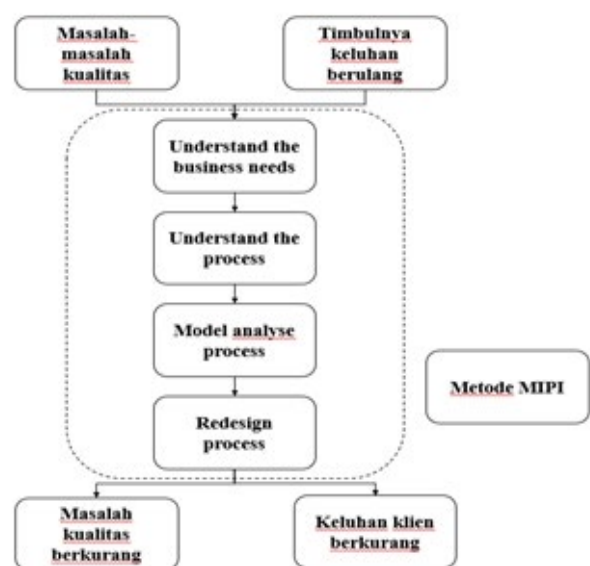 Masalah-
masalah
kualitas
Timbulnya
keluhan
berulang
Understand the
business needs
Understand the
process
Model analyse
process
Metode MIPI
Redesign
process
Masalah
kualitas
berkurang
Keluhan klien
berkurang